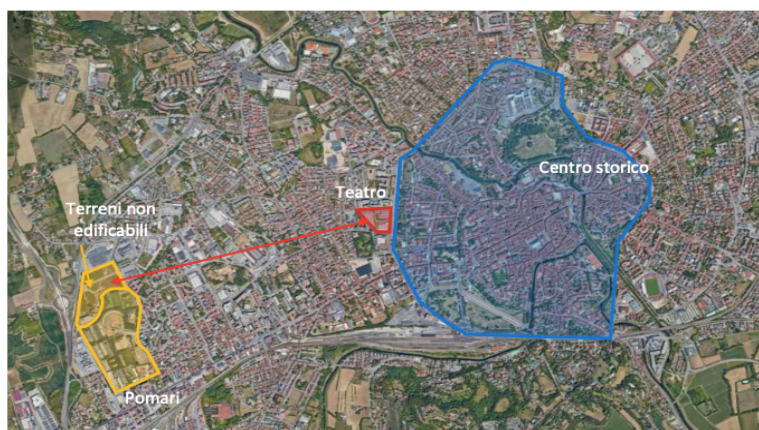 Centro storico
Teatro
Terreni non
edificabili
Pomari